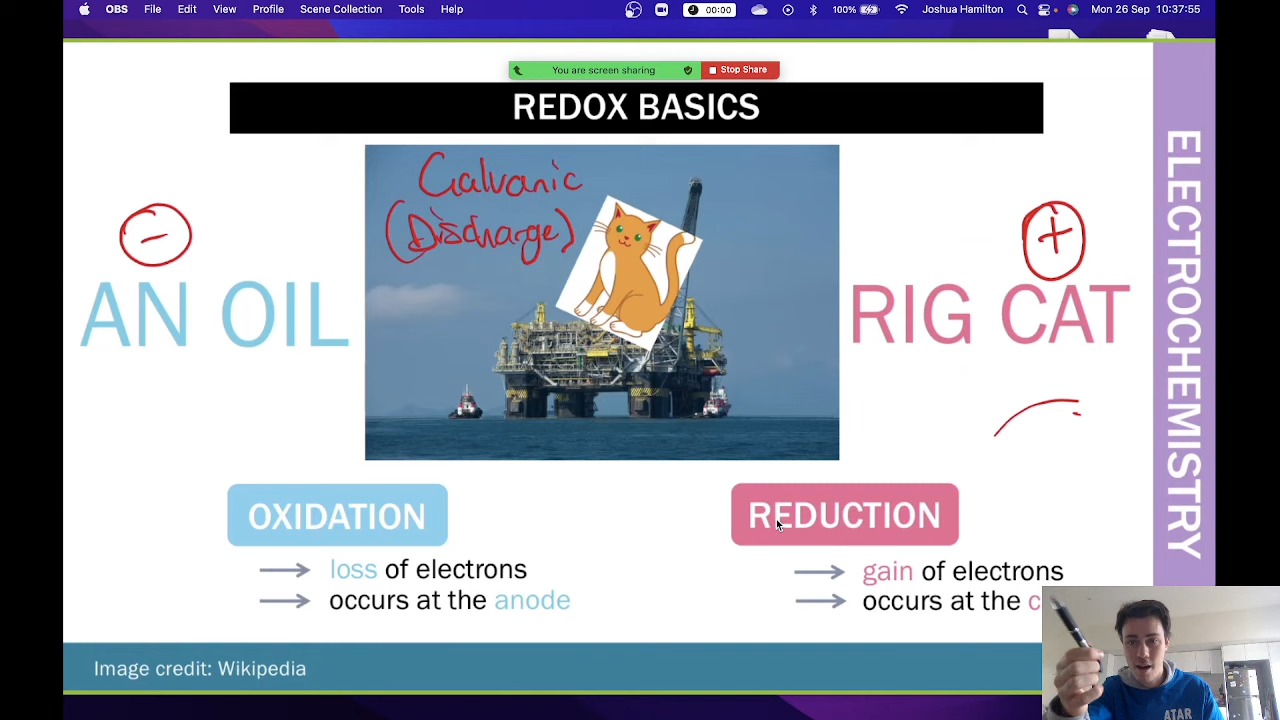 OBS File Edit View Profile Scene Collection Tools Help 00:00 100% Joshua Hamilton Mon 26 Sep 10:37:55
You are screen sharing Stop Share
REDOX BASICS
Galvanic
(Discharge)
-
+
AN OIL
RIG CAT
ELECTROCHEMISTRY
OXIDATION
→ loss of electrons
→ occurs at the anode
REDUCTION
→ gain of electrons
→ occurs at the c
Image credit: Wikipedia
ATAR